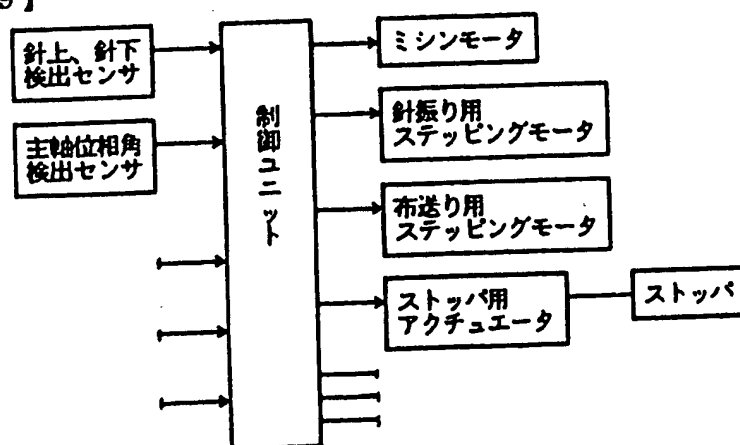 9】
針上、針下
検出センサ
主軸位相角
検出センサ
制御ユニット
ミシンモータ
針振り用
ステッピングモータ
布送り用
ステッピングモータ
ストッパ用
アクチュエータ
ストッパ